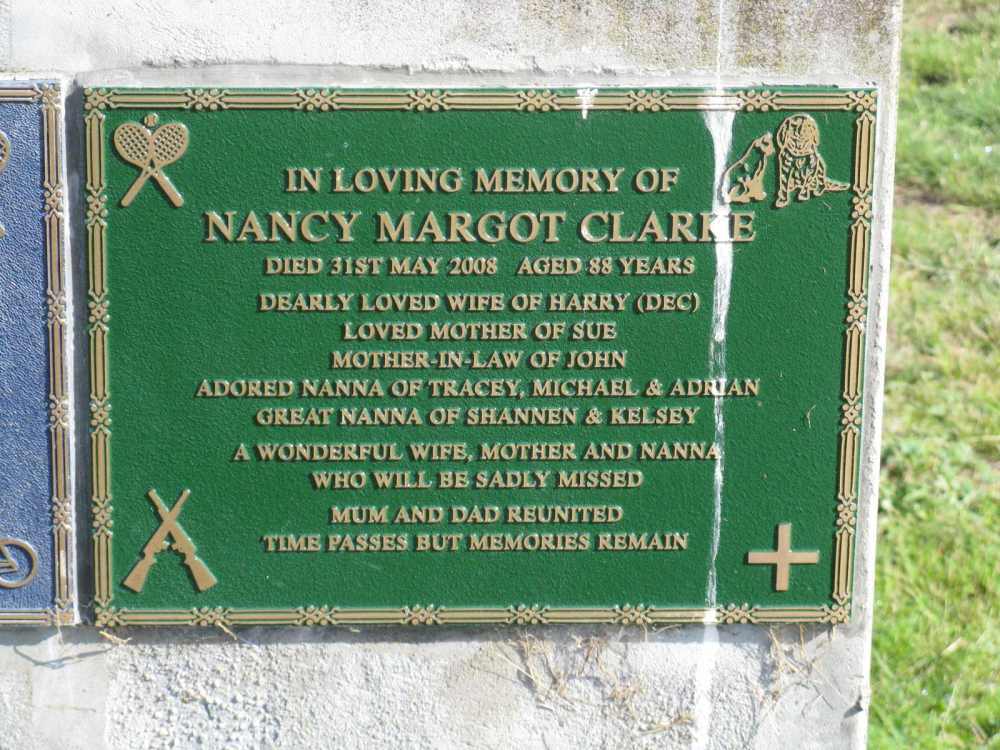 IN LOVING MEMORY OF
NANCY MARGOT CLARKE
DIED 31ST MAY 2008 AGED 88 YEARS
DEARLY LOVED WIFE OF HARRY (DEC)
LOVED MOTHER OF SUE
MOTHER-IN-LAW OF JOHN
ADORED NANNA OF TRACEY, MICHAEL & ADRIAN
GREAT NANNA OF SHANNEN & KELSEY
A WONDERFUL WIFE, MOTHER AND NANNA
WHO WILL BE SADLY MISSED
MUM AND DAD REUNITED
TIME PASSES BUT MEMORIES REMAIN